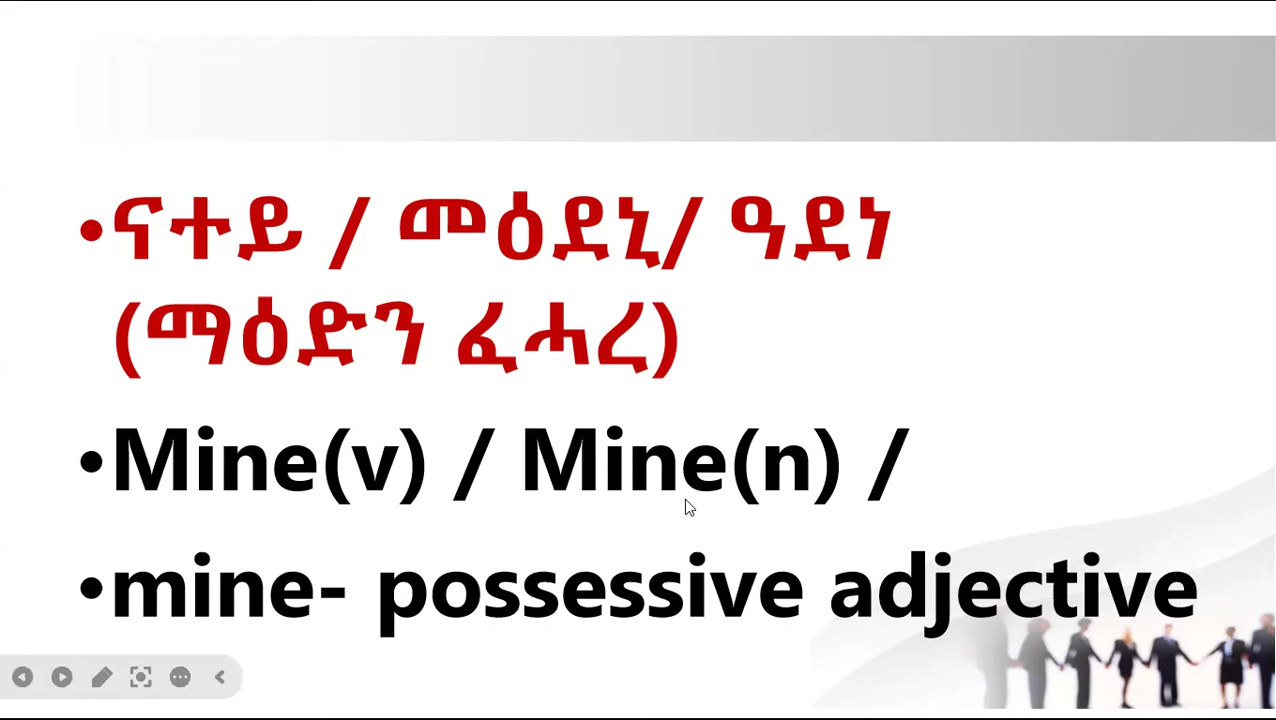 •ናተይ / መዕደኒ/ ዓደነ
(ማዕድን ፈሓረ)
•Mine(v) / Mine(n) /
•mine- possessive adjective